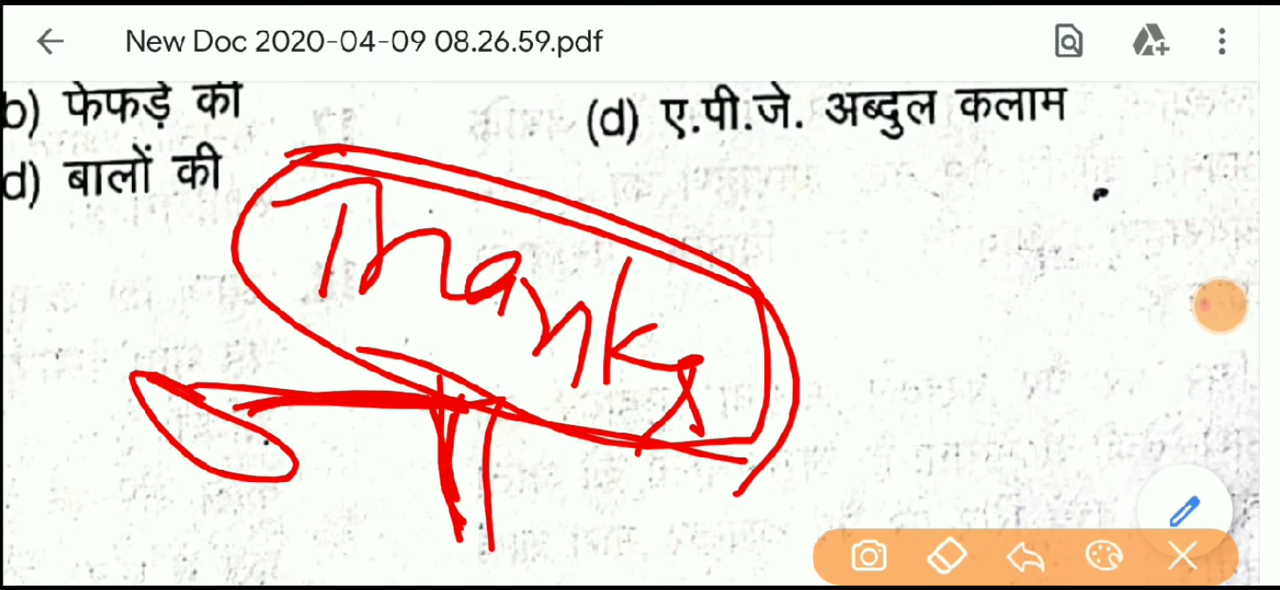 New Doc 2020-04-09 08.26.59.pdf
b) फेफड़े की
(d) ए.पी.जे. अब्दुल कलाम
d) बालों की
Thanks